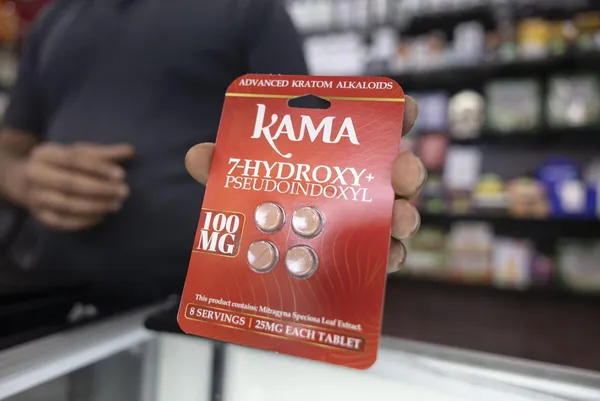 ADVANCED KRATOM ALKALOIDS
KAMA
7-HYDROXY+
PSEUDOINDOXYL
100
MG
This product contains: Mitragyna Speciosa Leaf Extract.
8 SERVINGS | 25MG EACH TABLET